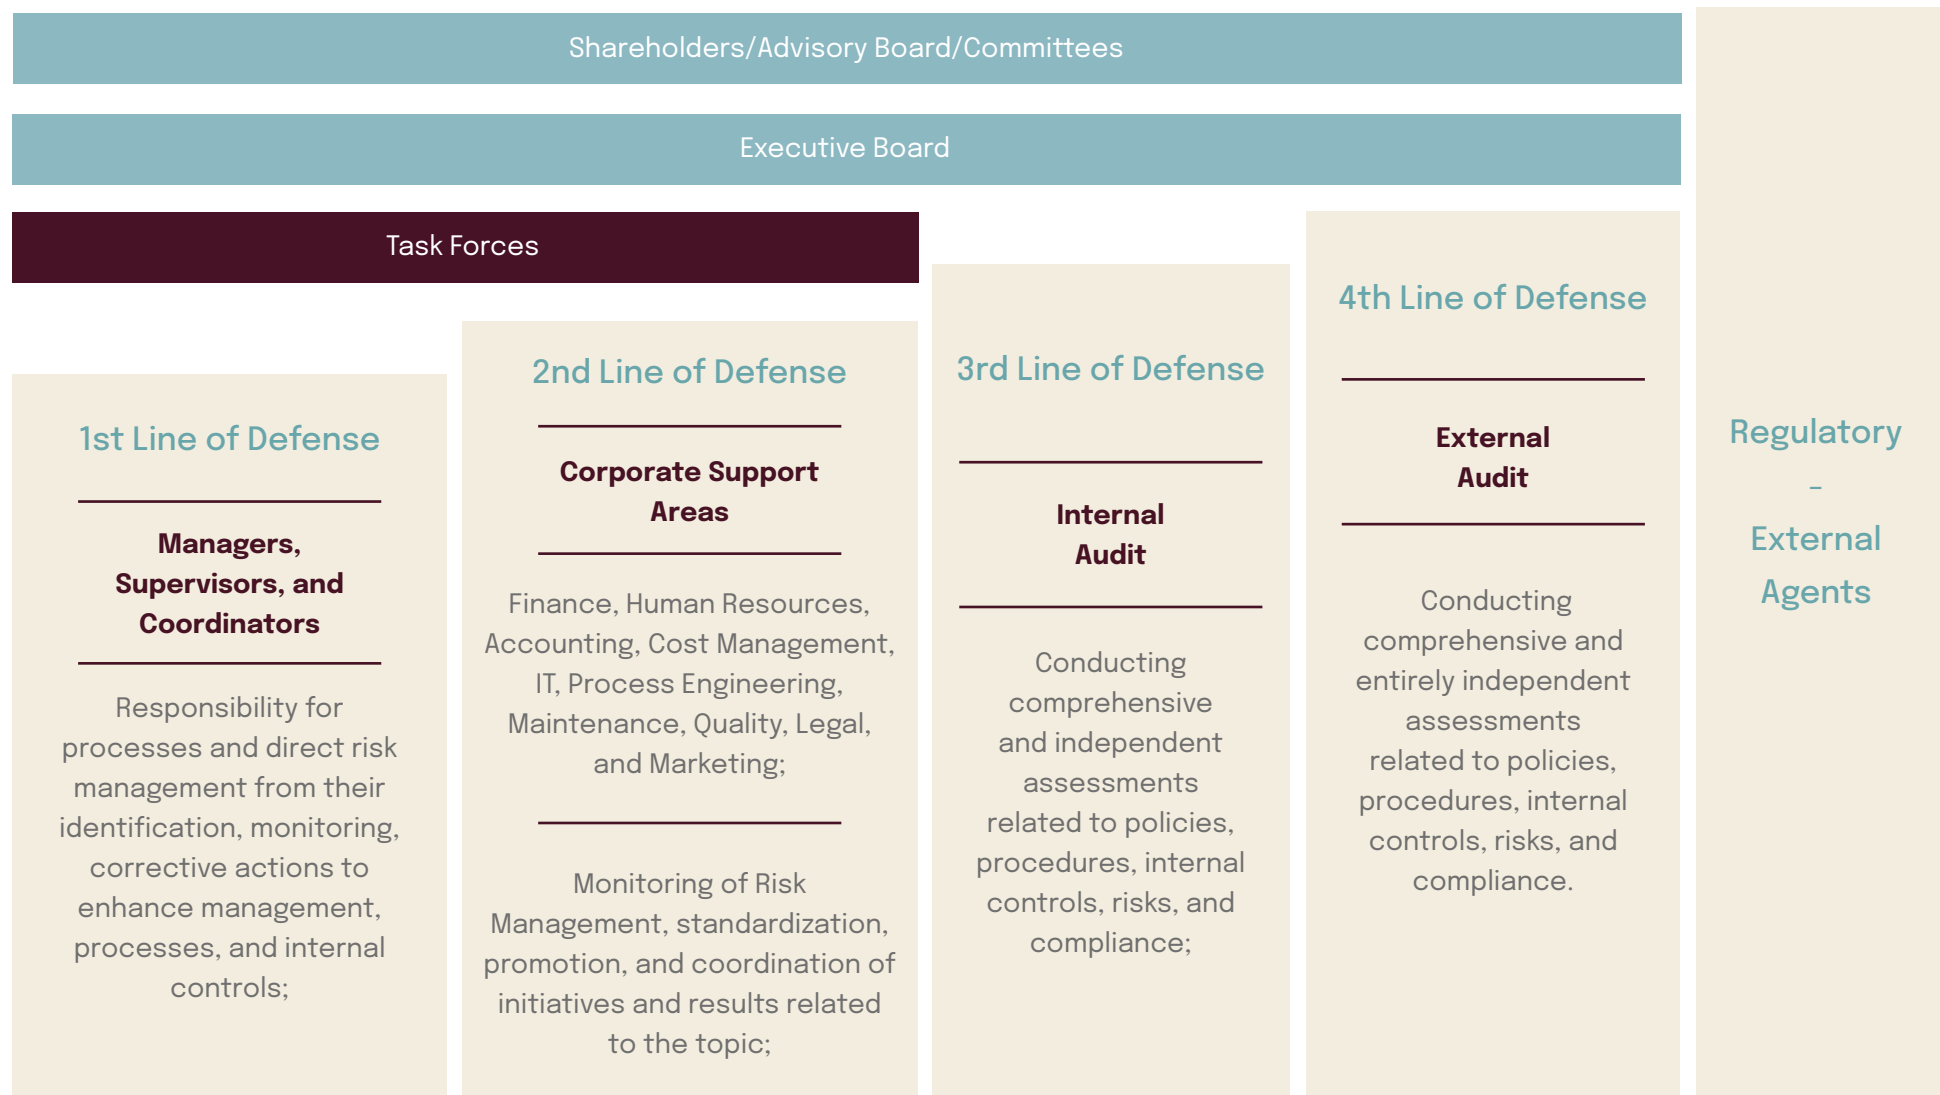 Shareholders/Advisory Board/Committees
Executive Board
Task Forces
1st Line of Defense
Managers,
Supervisors, and
Coordinators
Responsibility for
processes and direct risk
management from their
identification, monitoring,
corrective actions to
enhance management,
processes, and internal
controls;
2nd Line of Defense
Corporate Support
Areas
Finance, Human Resources,
Accounting, Cost Management,
IT, Process Engineering,
Maintenance, Quality, Legal,
and Marketing;
Monitoring of Risk
Management, standardization,
promotion, and coordination of
initiatives and results related
to the topic;
3rd Line of Defense
Internal
Audit
Conducting
comprehensive
and independent
assessments
related to policies,
procedures, internal
controls, risks, and
compliance;
4th Line of Defense
External
Audit
Conducting
comprehensive and
entirely independent
assessments
related to policies,
procedures, internal
controls, risks, and
compliance.
Regulatory
–
External
Agents